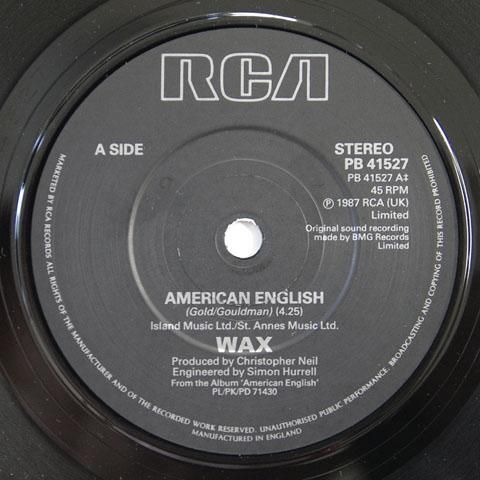 RCA
A SIDE
STEREO
PB 41527
PB 41527 A‡
45 RPM
℗ 1987 RCA (UK)
Limited
Original sound recording
made by BMG Records
Limited
AMERICAN ENGLISH
(Gold/Gouldman) (4.25)
Island Music Ltd./St. Annes Music Ltd.
WAX
Produced by Christopher Neil
Engineered by Simon Hurrell
From the Album 'American English'
PL/PK/PD 71430
MARKETED BY RCA RECORDS ALL RIGHTS OF THE MANUFACTURER AND OF THE OWNER OF THE RECORDED WORK RESERVED. UNAUTHORISED PUBLIC PERFORMANCE, BROADCASTING AND COPYING OF THIS RECORD PROHIBITED
MANUFACTURED IN ENGLAND